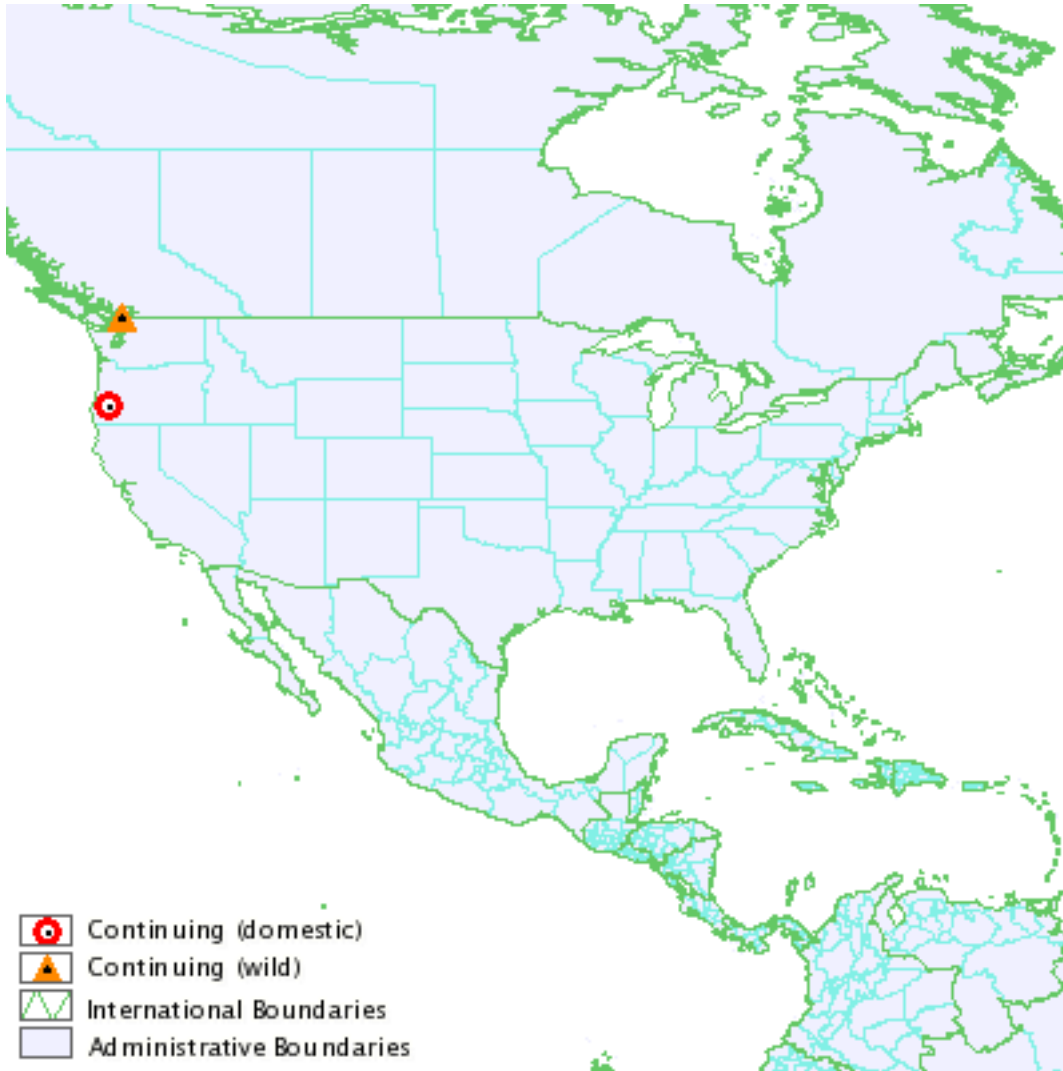 Continuing (domestic)
Continuing (wild)
International Boundaries
Administrative Boundaries